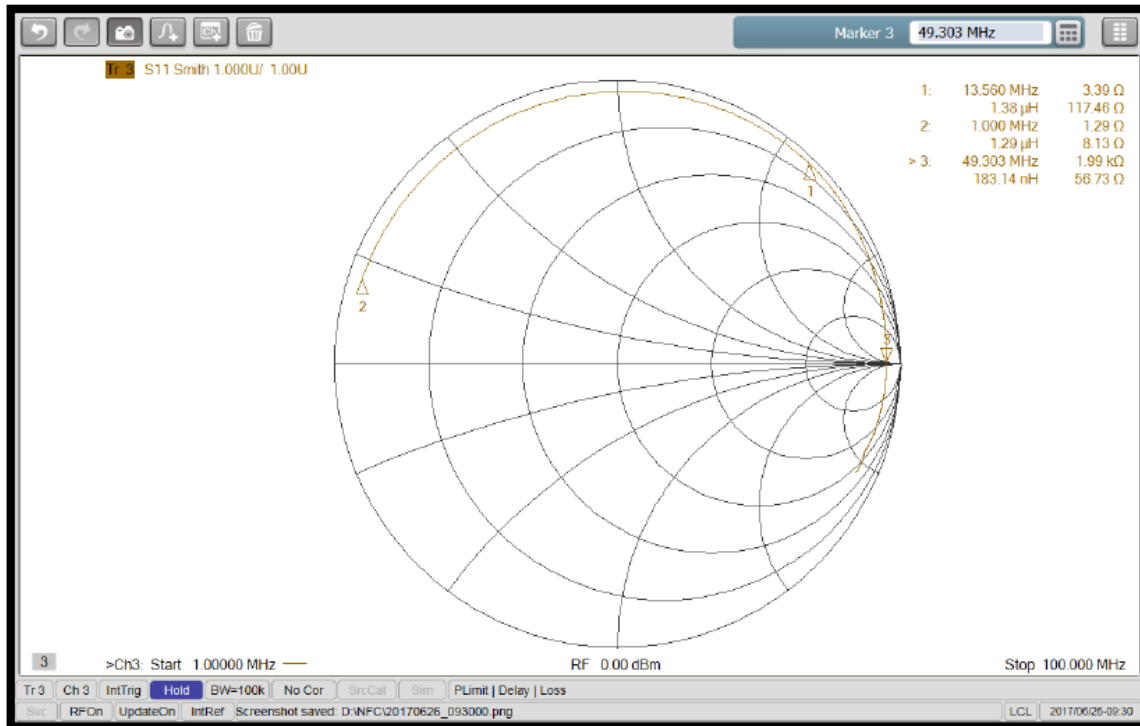 Marker 3 49.303 MHz
Tr 3 S11 Smith 1.000U/ 1.00U
1: 13.560 MHz 3.39 Ω
1.38 µH 117.46 Ω
2: 1.000 MHz 1.29 Ω
1.29 µH 8.13 Ω
> 3: 49.303 MHz 1.99 kΩ
183.14 nH 56.73 Ω
1
2
3
3 >Ch3: Start 1.00000 MHz RF 0.00 dBm Stop 100.000 MHz
Tr 3 Ch 3 IntTrig Hold BW=100k No Cor SrcCal Sim PLimit | Delay | Loss
Svc RFOn UpdateOn IntRef Screenshot saved: D:\NFC\20170626_093000.png LCL 2017/06/26-09:30